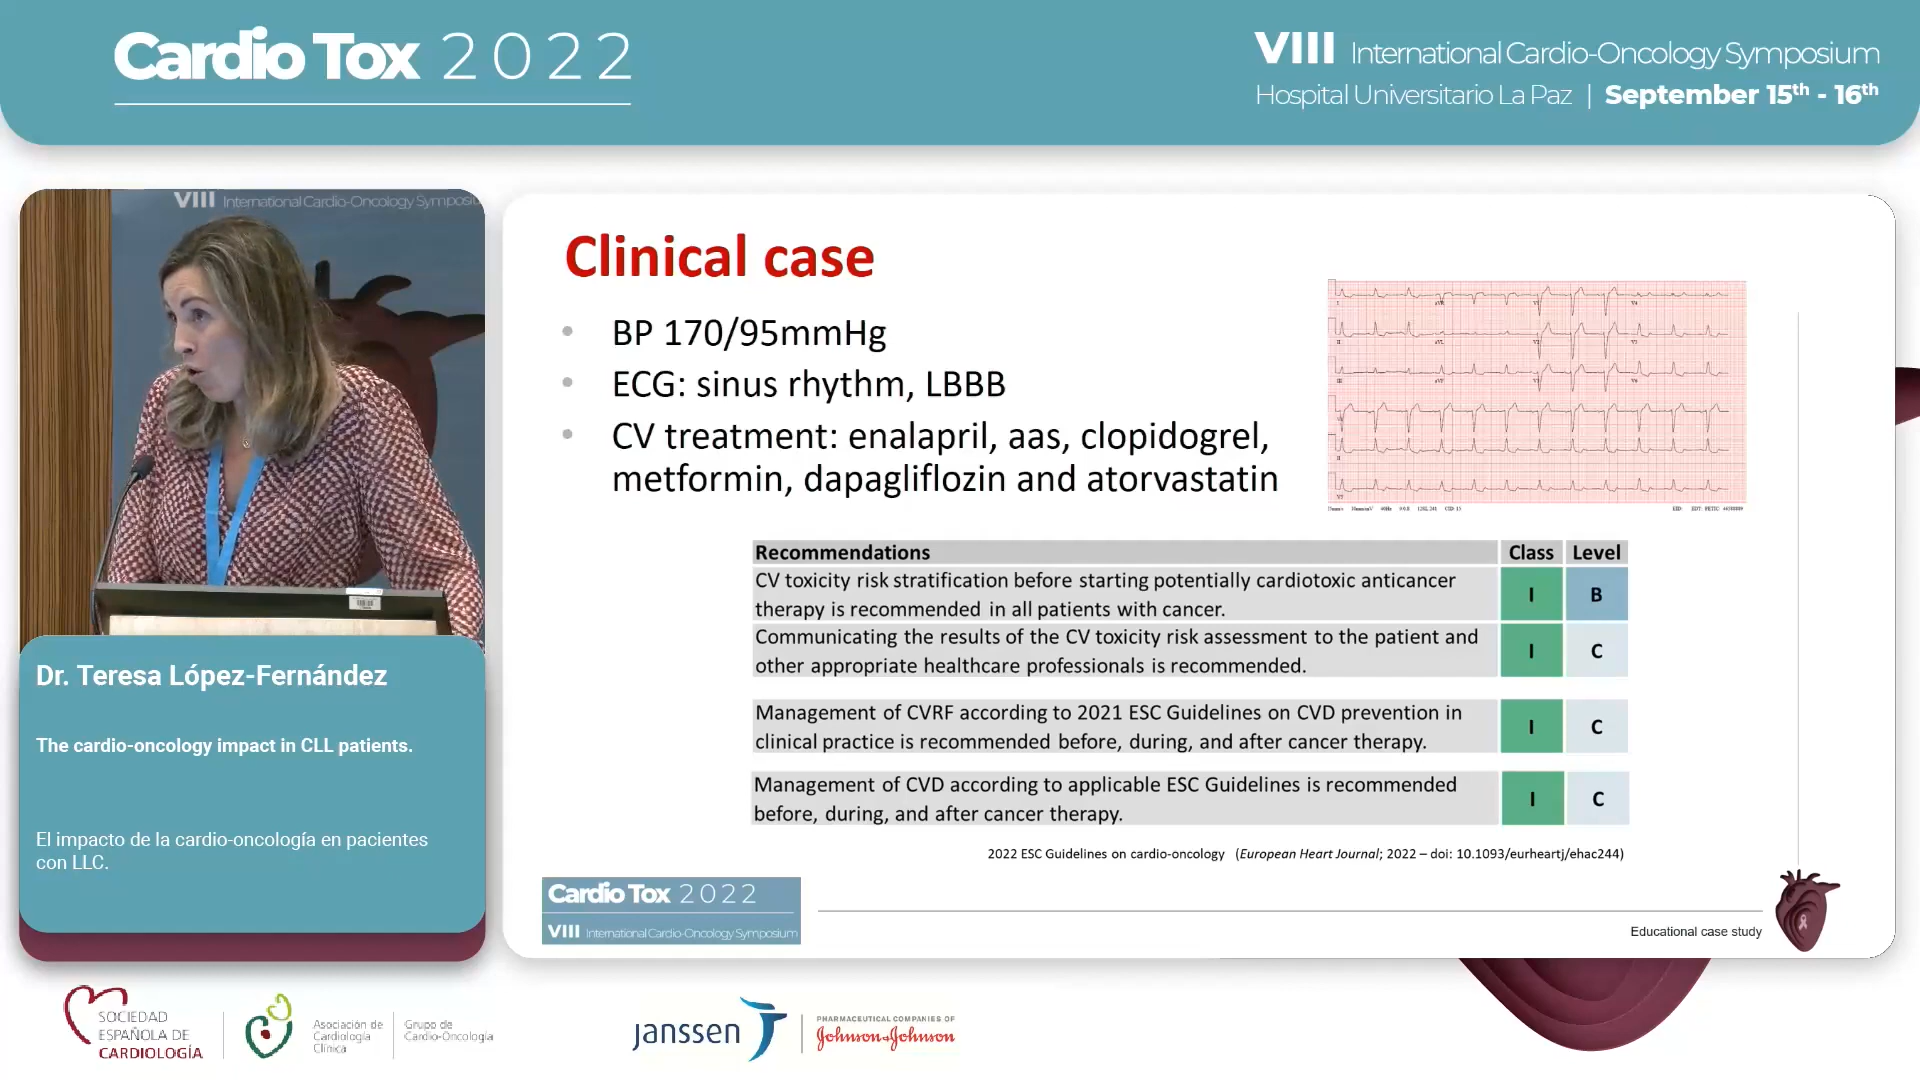 Cardio Tox 2022
VIII International Cardio-Oncology Symposium
Hospital Universitario La Paz | September 15th - 16th
VIII International Cardio-Oncology Symposiu
Dr. Teresa López-Fernández
The cardio-oncology impact in CLL patients.
El impacto de la cardio-oncología en pacientes
con LLC.
Clinical case
• BP 170/95mmHg
• ECG: sinus rhythm, LBBB
• CV treatment: enalapril, aas, clopidogrel,
metformin, dapagliflozin and atorvastatin
Recommendations Class Level
CV toxicity risk stratification before starting potentially cardiotoxic anticancer
therapy is recommended in all patients with cancer. I B
Communicating the results of the CV toxicity risk assessment to the patient and
other appropriate healthcare professionals is recommended. I C
Management of CVRF according to 2021 ESC Guidelines on CVD prevention in
clinical practice is recommended before, during, and after cancer therapy. I C
Management of CVD according to applicable ESC Guidelines is recommended
before, during, and after cancer therapy. I C
2022 ESC Guidelines on cardio-oncology (European Heart Journal; 2022 – doi: 10.1093/eurheartj/ehac244)
Cardio Tox 2022
VIII International Cardio-Oncology Symposium
Educational case study
SOCIEDAD
ESPAÑOLA DE
CARDIOLOGÍA
Asociación de
Cardiología
Clínica
Grupo de
Cardio-Oncología
janssen
PHARMACEUTICAL COMPANIES OF
Johnson & Johnson